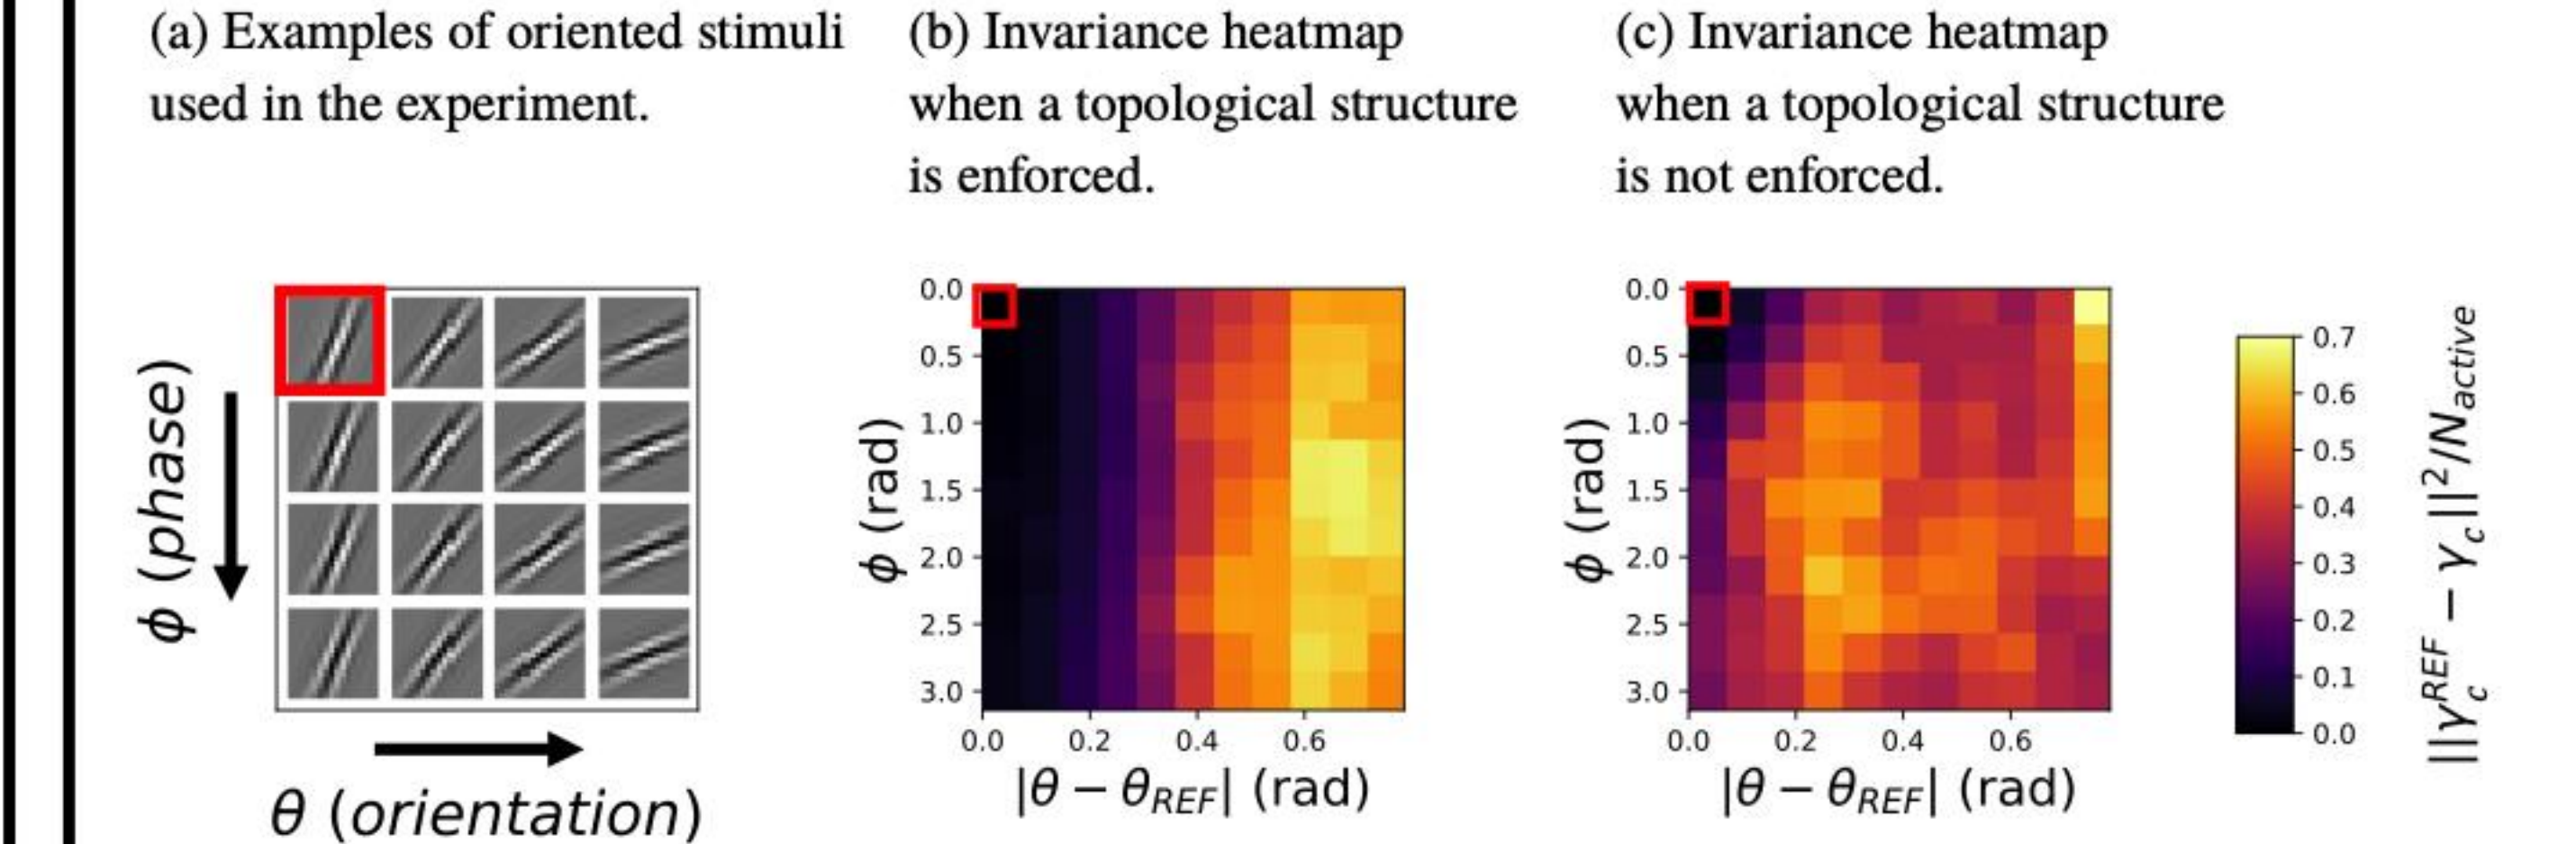 (a) Examples of oriented stimuli
used in the experiment.
(b) Invariance heatmap
when a topological structure
is enforced.
(c) Invariance heatmap
when a topological structure
is not enforced.
ϕ (phase)
θ (orientation)
0.0
0.5
1.0
1.5
2.0
2.5
3.0
ϕ (rad)
0.0 0.2 0.4 0.6
|θ − θ_REF| (rad)
0.0
0.5
1.0
1.5
2.0
2.5
3.0
ϕ (rad)
0.0 0.2 0.4 0.6
|θ − θ_REF| (rad)
0.7
0.6
0.5
0.4
0.3
0.2
0.1
0.0
||γ_c^REF − γ_c||²/N_active